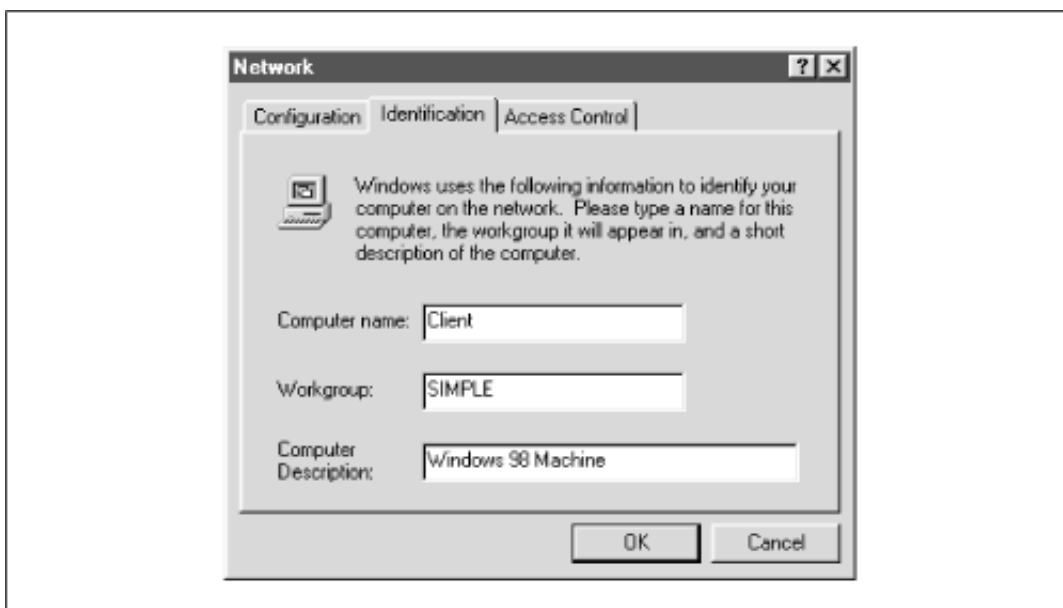 Network
Configuration Identification Access Control
Windows uses the following information to identify your
computer on the network. Please type a name for this
computer, the workgroup it will appear in, and a short
description of the computer.
Computer name: Client
Workgroup: SIMPLE
Computer
Description: Windows 98 Machine
OK Cancel